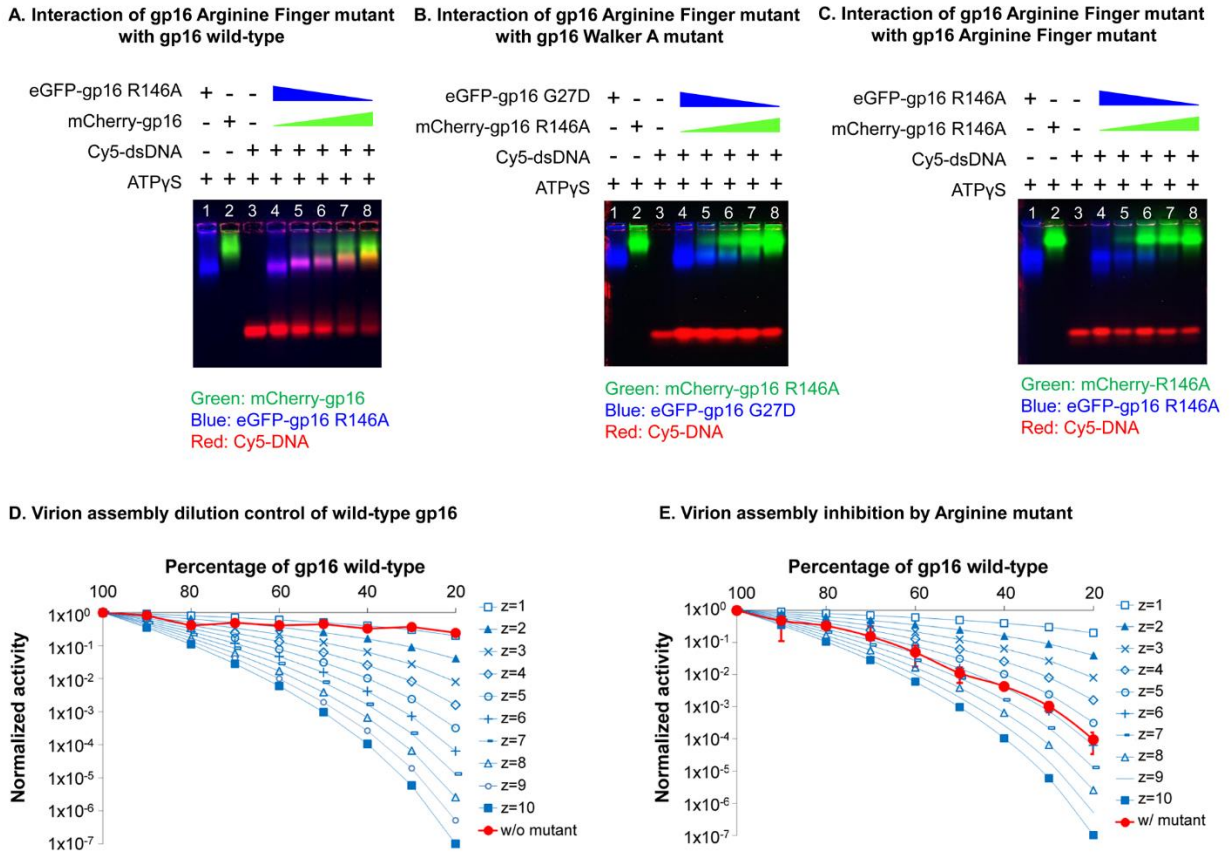 A. Interaction of gp16 Arginine Finger mutant
with gp16 wild-type
eGFP-gp16 R146A + - -
mCherry-gp16 - + -
Cy5-dsDNA - - + + + + + +
ATPγS + + + + + + + +
1 2 3 4 5 6 7 8
Green: mCherry-gp16
Blue: eGFP-gp16 R146A
Red: Cy5-DNA
B. Interaction of gp16 Arginine Finger mutant
with gp16 Walker A mutant
eGFP-gp16 G27D + - -
mCherry-gp16 R146A - + -
Cy5-dsDNA - - + + + + + +
ATPγS + + + + + + + +
1 2 3 4 5 6 7 8
Green: mCherry-gp16 R146A
Blue: eGFP-gp16 G27D
Red: Cy5-DNA
C. Interaction of gp16 Arginine Finger mutant
with gp16 Arginine Finger mutant
eGFP-gp16 R146A + - -
mCherry-gp16 R146A - + -
Cy5-dsDNA - - + + + + + +
ATPγS + + + + + + + +
1 2 3 4 5 6 7 8
Green: mCherry-R146A
Blue: eGFP-gp16 R146A
Red: Cy5-DNA
D. Virion assembly dilution control of wild-type gp16
Percentage of gp16 wild-type
100 80 60 40 20
Normalized activity
1x10⁰
1x10⁻¹
1x10⁻²
1x10⁻³
1x10⁻⁴
1x10⁻⁵
1x10⁻⁶
1x10⁻⁷
z=1
z=2
z=3
z=4
z=5
z=6
z=7
z=8
z=9
z=10
w/o mutant
E. Virion assembly inhibition by Arginine mutant
Percentage of gp16 wild-type
100 80 60 40 20
Normalized activity
1x10⁰
1x10⁻¹
1x10⁻²
1x10⁻³
1x10⁻⁴
1x10⁻⁵
1x10⁻⁶
1x10⁻⁷
z=1
z=2
z=3
z=4
z=5
z=6
z=7
z=8
z=9
z=10
w/ mutant